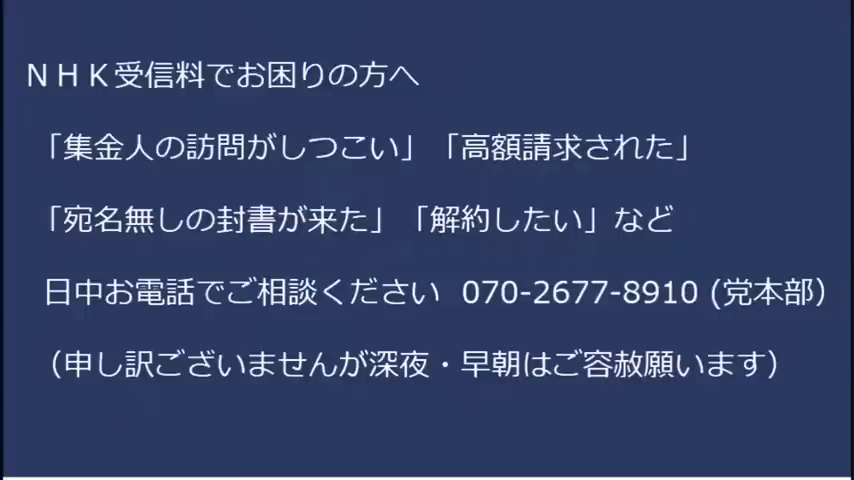 ＮＨＫ受信料でお困りの方へ
「集金人の訪問がしつこい」「高額請求された」
「宛名無しの封書が来た」「解約したい」など
日中お電話でご相談ください 070-2677-8910 (党本部）
（申し訳ございませんが深夜・早朝はご容赦願います）